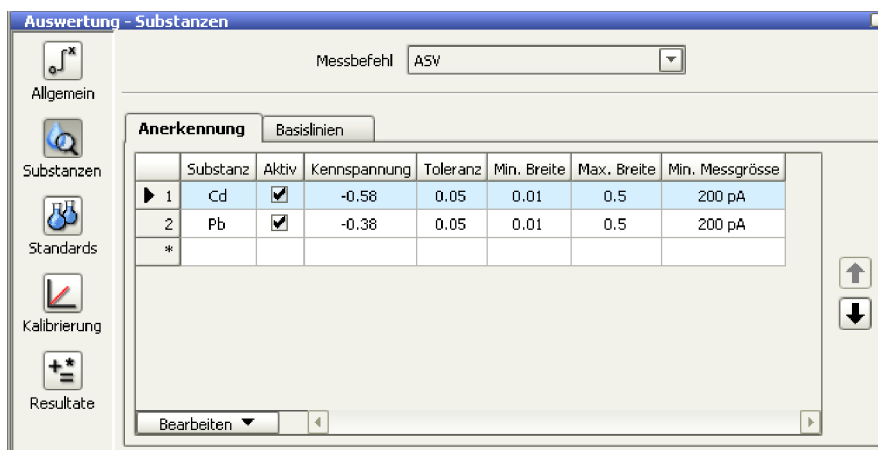 Auswertung - Substanzen
Messbefehl ASV
Allgemein
Substanzen
Standards
Kalibrierung
Resultate
Anerkennung Basislinien
Substanz Aktiv Kennspannung Toleranz Min. Breite Max. Breite Min. Messgrösse
1 Cd -0.58 0.05 0.01 0.5 200 pA
2 Pb -0.38 0.05 0.01 0.5 200 pA
*
Bearbeiten